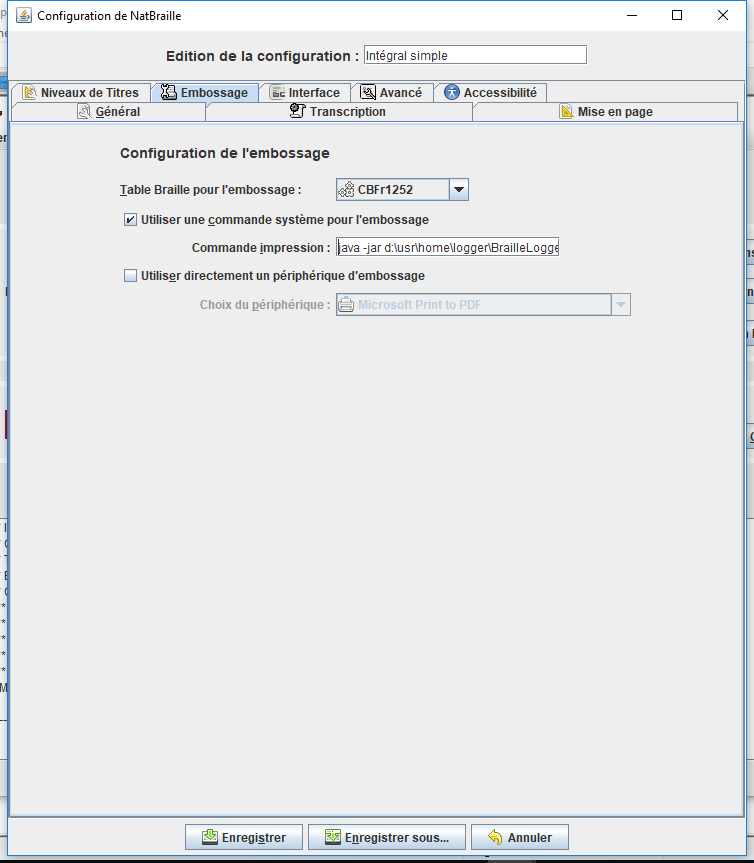 Configuration de NatBraille
Edition de la configuration : Intégral simple
Niveaux de Titres Embossage Interface Avancé Accessibilité
Général Transcription Mise en page
Configuration de l'embossage
Table Braille pour l'embossage : CBFr1252
Utiliser une commande système pour l'embossage
Commande impression : java -jar d:\usr\home\logger\BrailleLogge
Utiliser directement un périphérique d'embossage
Choix du périphérique : Microsoft Print to PDF
Enregistrer Enregistrer sous... Annuler